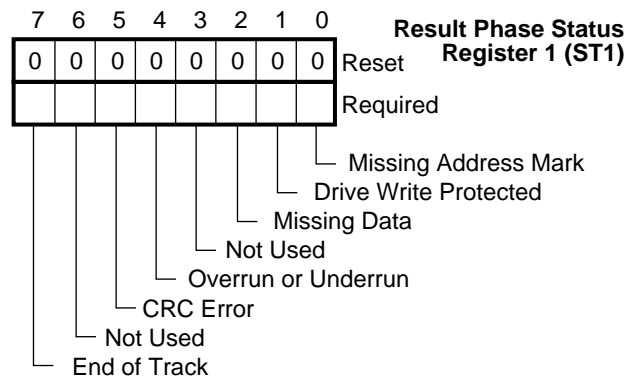 7 6 5 4 3 2 1 0
Result Phase Status
Register 1 (ST1)
0 0 0 0 0 0 0 0 Reset
Required
Missing Address Mark
Drive Write Protected
Missing Data
Not Used
Overrun or Underrun
CRC Error
Not Used
End of Track